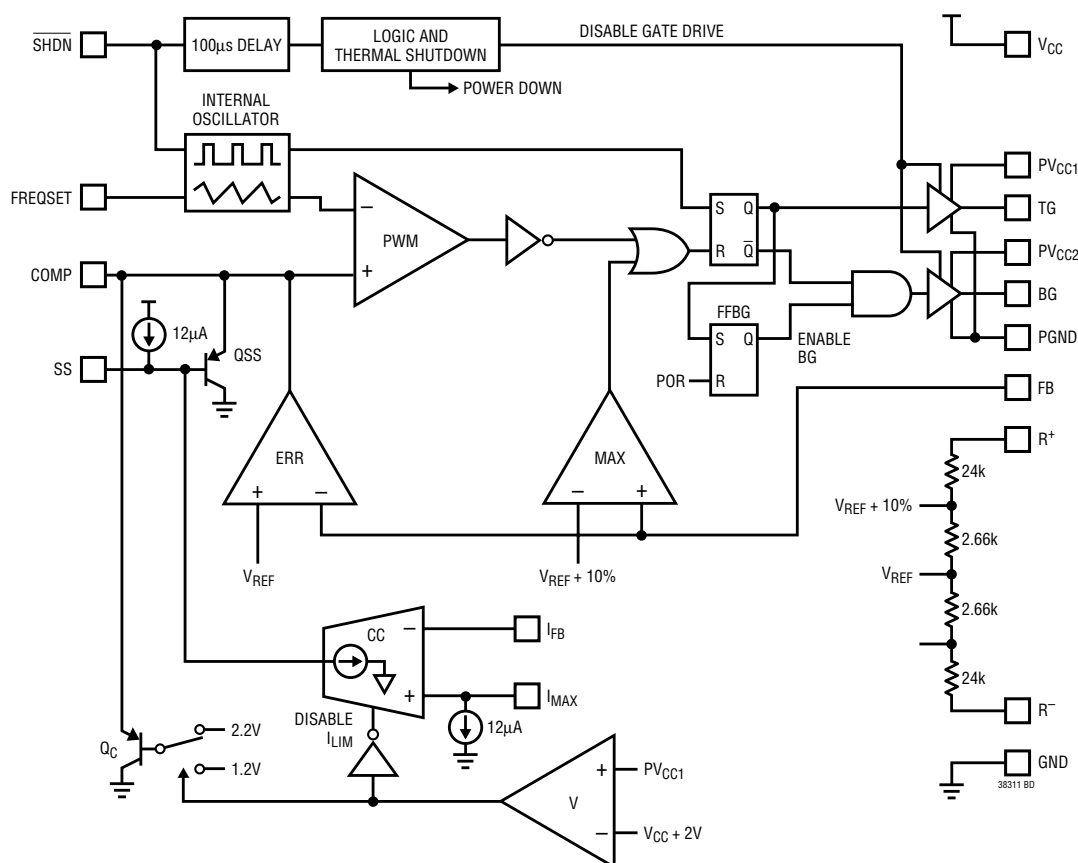 SHDN
100µs DELAY
LOGIC AND
THERMAL SHUTDOWN
DISABLE GATE DRIVE
VCC
POWER DOWN
INTERNAL
OSCILLATOR
FREQSET
PVCC1
S Q
TG
PWM
R Q
PVCC2
COMP
BG
12µA
FFBG
S Q
ENABLE
BG
PGND
SS
QSS
POR
R
FB
ERR
MAX
R+
24k
+ −
− +
VREF + 10%
2.66k
VREF
VREF + 10%
VREF
2.66k
CC
−
IFB
24k
+
IMAX
R−
DISABLE
ILIM
12µA
QC
2.2V
1.2V
GND
38311 BD
V
+
PVCC1
−
VCC + 2V
−
+